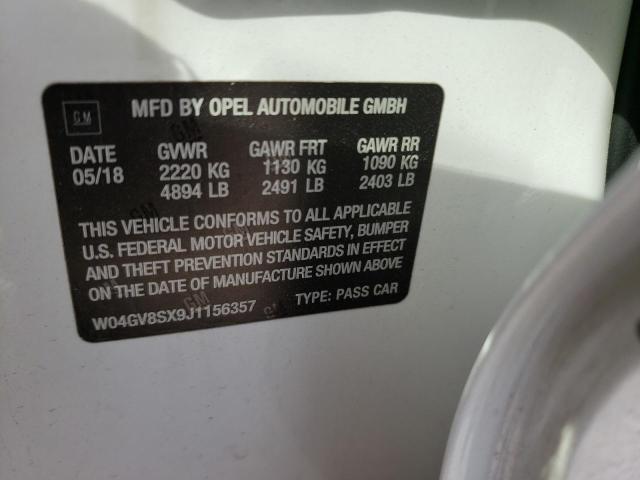 GM MFD BY OPEL AUTOMOBILE GMBH
DATE GVWR GAWR FRT GAWR RR
05/18 2220 KG 1130 KG 1090 KG
4894 LB 2491 LB 2403 LB
THIS VEHICLE CONFORMS TO ALL APPLICABLE
U.S. FEDERAL MOTOR VEHICLE SAFETY, BUMPER
AND THEFT PREVENTION STANDARDS IN EFFECT
ON THE DATE OF MANUFACTURE SHOWN ABOVE
W04GV8SX9J1156357 TYPE: PASS CAR